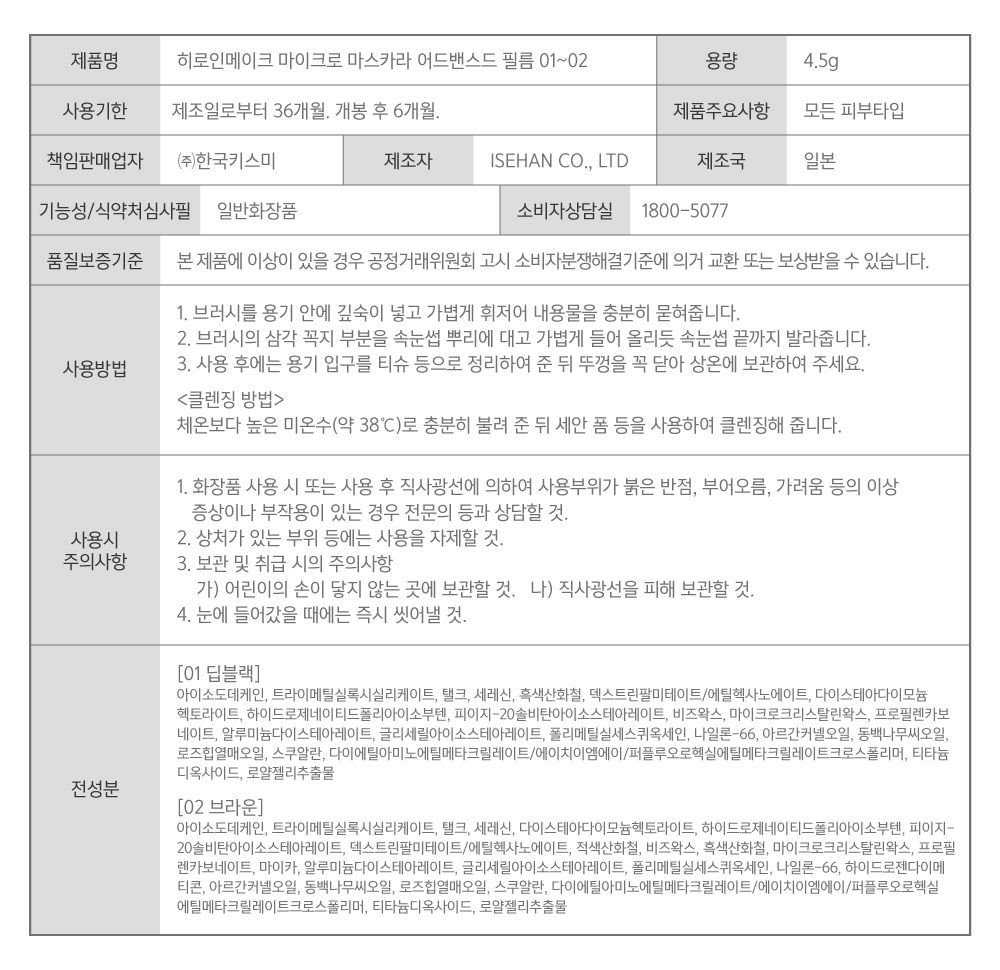 제품명 히로인메이크 마이크로 마스카라 어드밴스드 필름 01~02 용량 4.5g
사용기한 제조일로부터 36개월. 개봉 후 6개월. 제품주요사항 모든 피부타입
책임판매업자 ㈜한국키스미 제조자 ISEHAN CO., LTD 제조국 일본
기능성/식약처심사필 일반화장품 소비자상담실 1800-5077
품질보증기준 본 제품에 이상이 있을 경우 공정거래위원회 고시 소비자분쟁해결기준에 의거 교환 또는 보상받을 수 있습니다.
사용방법
1. 브러시를 용기 안에 깊숙이 넣고 가볍게 휘저어 내용물을 충분히 묻혀줍니다.
2. 브러시의 삼각 꼭지 부분을 속눈썹 뿌리에 대고 가볍게 들어 올리듯 속눈썹 끝까지 발라줍니다.
3. 사용 후에는 용기 입구를 티슈 등으로 정리하여 준 뒤 뚜껑을 꼭 닫아 상온에 보관하여 주세요.
<클렌징 방법>
체온보다 높은 미온수(약 38℃)로 충분히 불려 준 뒤 세안 폼 등을 사용하여 클렌징해 줍니다.
사용시
주의사항
1. 화장품 사용 시 또는 사용 후 직사광선에 의하여 사용부위가 붉은 반점, 부어오름, 가려움 등의 이상
증상이나 부작용이 있는 경우 전문의 등과 상담할 것.
2. 상처가 있는 부위 등에는 사용을 자제할 것.
3. 보관 및 취급 시의 주의사항
가) 어린이의 손이 닿지 않는 곳에 보관할 것. 나) 직사광선을 피해 보관할 것.
4. 눈에 들어갔을 때에는 즉시 씻어낼 것.
전성분
[01 딥블랙]
아이소도데케인, 트라이메틸실록시실리케이트, 탤크, 세레신, 흑색산화철, 덱스트린팔미테이트/에틸헥사노에이트, 다이스테아다이모늄
헥토라이트, 하이드로제네이티드폴리아이소부텐, 피이지-20솔비탄아이소스테아레이트, 비즈왁스, 마이크로크리스탈린왁스, 프로필렌카보
네이트, 알루미늄다이스테아레이트, 글리세릴아이소스테아레이트, 폴리메틸실세스퀴옥세인, 나일론-66, 아르간커넬오일, 동백나무씨오일,
로즈힙열매오일, 스쿠알란, 다이에틸아미노에틸메타크릴레이트/에이치이엠에이/퍼플루오로헥실에틸메타크릴레이트크로스폴리머, 티타늄
디옥사이드, 로얄젤리추출물
[02 브라운]
아이소도데케인, 트라이메틸실록시실리케이트, 탤크, 세레신, 다이스테아다이모늄헥토라이트, 하이드로제네이티드폴리아이소부텐, 피이지-
20솔비탄아이소스테아레이트, 덱스트린팔미테이트/에틸헥사노에이트, 적색산화철, 비즈왁스, 흑색산화철, 마이크로크리스탈린왁스, 프로필
렌카보네이트, 마이카, 알루미늄다이스테아레이트, 글리세릴아이소스테아레이트, 폴리메틸실세스퀴옥세인, 나일론-66, 하이드로젠다이메
티콘, 아르간커넬오일, 동백나무씨오일, 로즈힙열매오일, 스쿠알란, 다이에틸아미노에틸메타크릴레이트/에이치이엠에이/퍼플루오로헥실
에틸메타크릴레이트크로스폴리머, 티타늄디옥사이드, 로얄젤리추출물